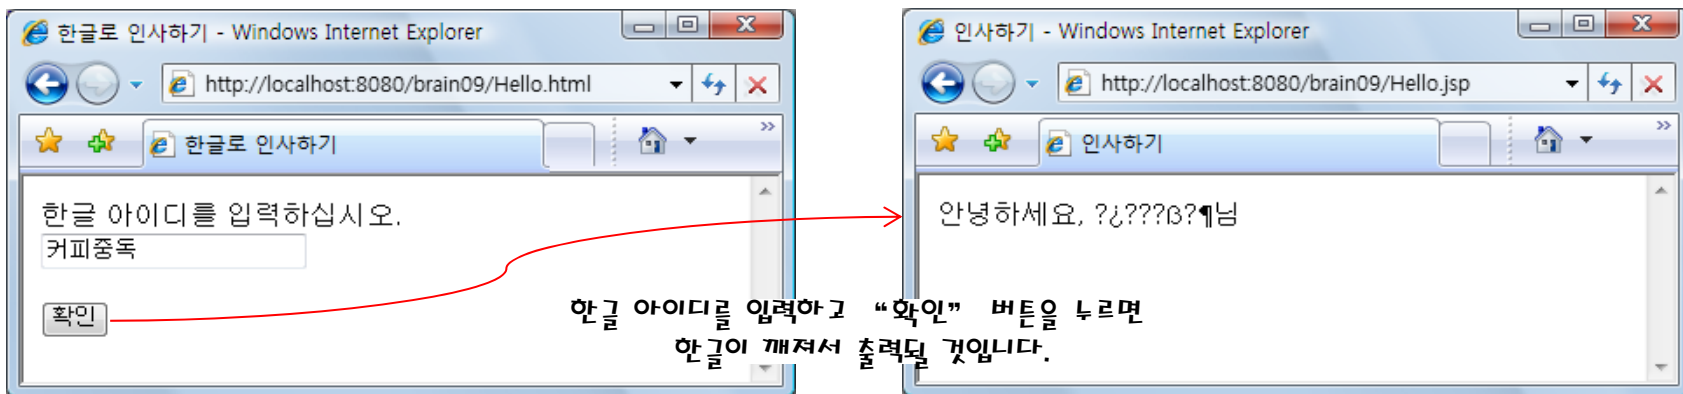 한글로 인사하기 - Windows Internet Explorer
http://localhost:8080/brain09/Hello.html
한글로 인사하기
한글 아이디를 입력하십시오.
커피중독
확인
인사하기 - Windows Internet Explorer
http://localhost:8080/brain09/Hello.jsp
인사하기
안녕하세요, ?¿???ß?¶님
한글 아이디를 입력하고 “확인” 버튼을 누르면
한글이 깨져서 출력될 것입니다.